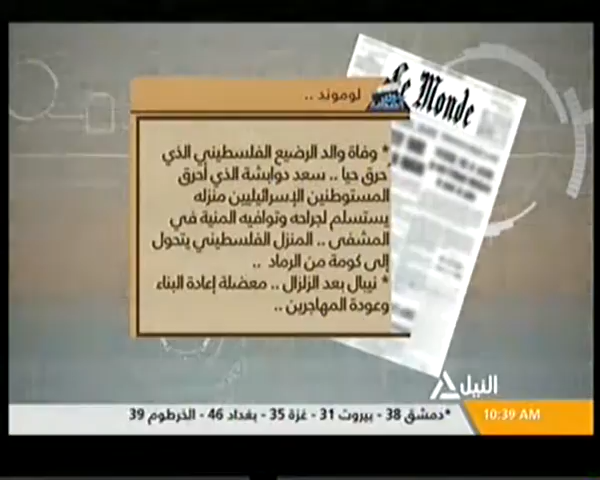 Le Monde
لوموند ..
* وفاة والد الرضيع الفلسطيني الذي
حرق حيا .. سعد دوابشة الذي أحرق
المستوطنين الإسرائيليين منزله
يستسلم لجراحه وتوافيه المنية في
المشفى .. المنزل الفلسطيني يتحول
إلى كومة من الرماد ..
* نيبال بعد الزلزال .. معضلة إعادة البناء
وعودة المهاجرين ..
النيل
*دمشق 38 - بيروت 31 - غزة 35 - بغداد 46 - الخرطوم 39
10:39 AM